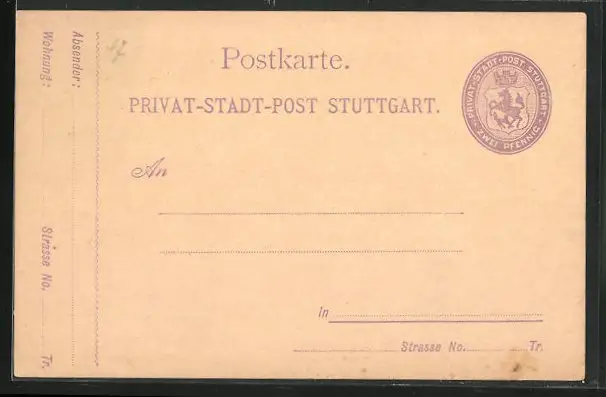 Postkarte.
PRIVAT-STADT-POST STUTTGART.
PRIVAT-STADT-POST STUTTGART
ZWEI PFENNIG
An
in
Strasse No. Tr.
Absender:
Wohnung: Strasse No. Tr.